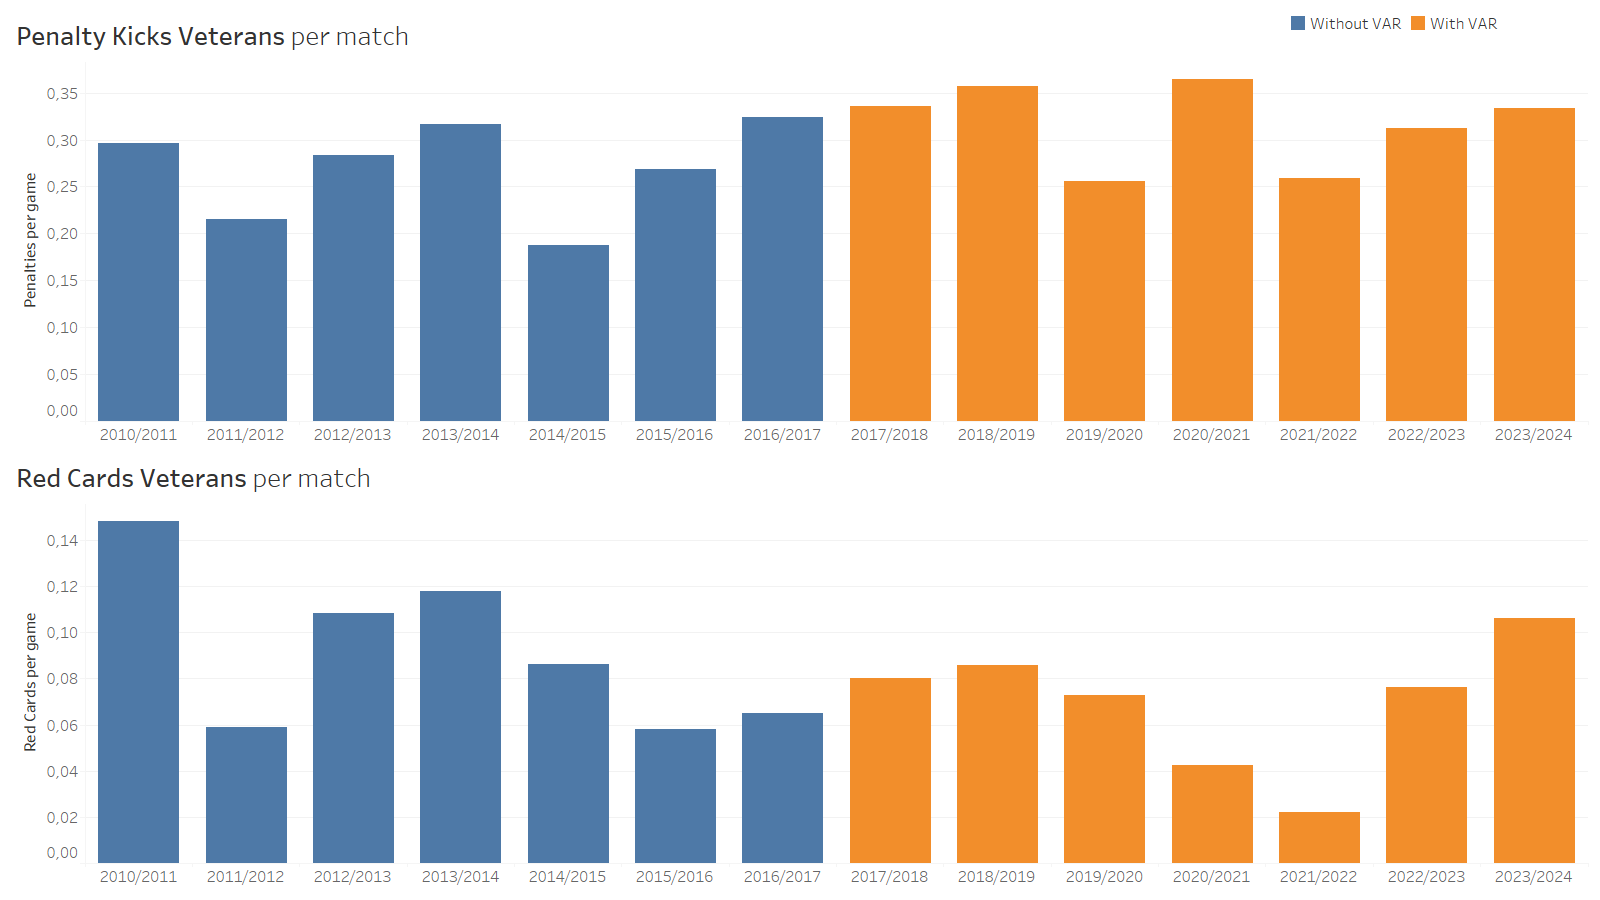 Without VAR With VAR
Penalty Kicks Veterans per match
Penalties per game
0,35
0,30
0,25
0,20
0,15
0,10
0,05
0,00
2010/2011 2011/2012 2012/2013 2013/2014 2014/2015 2015/2016 2016/2017 2017/2018 2018/2019 2019/2020 2020/2021 2021/2022 2022/2023 2023/2024
Red Cards Veterans per match
Red Cards per game
0,14
0,12
0,10
0,08
0,06
0,04
0,02
0,00
2010/2011 2011/2012 2012/2013 2013/2014 2014/2015 2015/2016 2016/2017 2017/2018 2018/2019 2019/2020 2020/2021 2021/2022 2022/2023 2023/2024